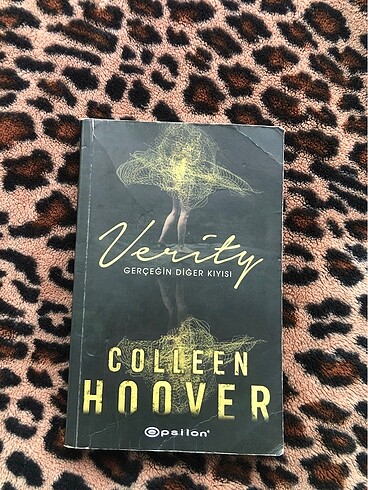 Verity
GERÇEĞİN DİĞER KIYISI
COLLEEN
HOOVER
epsilon®